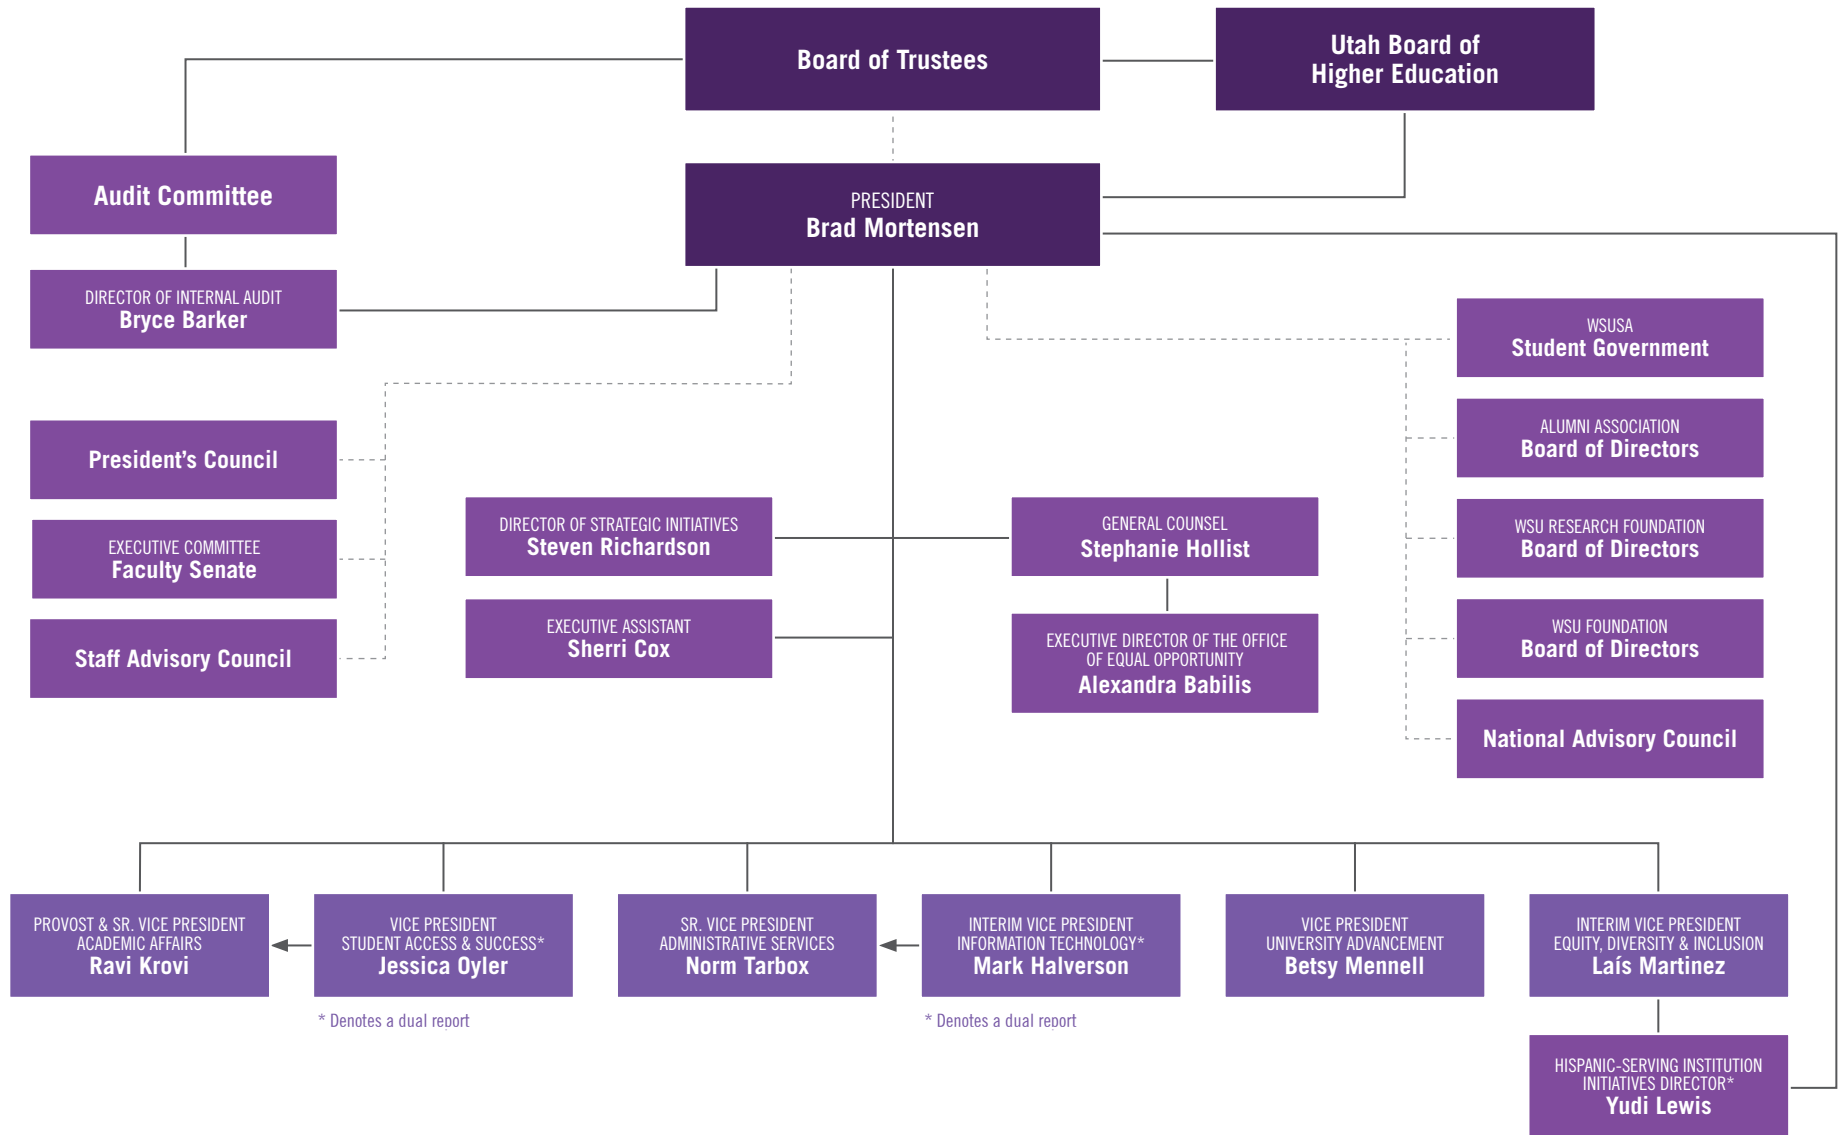 Board of Trustees
Utah Board of
Higher Education
Audit Committee
PRESIDENT
Brad Mortensen
DIRECTOR OF INTERNAL AUDIT
Bryce Barker
WSUSA
Student Government
ALUMNI ASSOCIATION
Board of Directors
President’s Council
DIRECTOR OF STRATEGIC INITIATIVES
Steven Richardson
GENERAL COUNSEL
Stephanie Hollist
WSU RESEARCH FOUNDATION
Board of Directors
EXECUTIVE COMMITTEE
Faculty Senate
EXECUTIVE ASSISTANT
Sherri Cox
EXECUTIVE DIRECTOR OF THE OFFICE
OF EQUAL OPPORTUNITY
Alexandra Babilis
WSU FOUNDATION
Board of Directors
Staff Advisory Council
National Advisory Council
PROVOST & SR. VICE PRESIDENT
ACADEMIC AFFAIRS
Ravi Krovi
VICE PRESIDENT
STUDENT ACCESS & SUCCESS*
Jessica Oyler
* Denotes a dual report
SR. VICE PRESIDENT
ADMINISTRATIVE SERVICES
Norm Tarbox
INTERIM VICE PRESIDENT
INFORMATION TECHNOLOGY*
Mark Halverson
* Denotes a dual report
VICE PRESIDENT
UNIVERSITY ADVANCEMENT
Betsy Mennell
INTERIM VICE PRESIDENT
EQUITY, DIVERSITY & INCLUSION
Laís Martinez
HISPANIC-SERVING INSTITUTION
INITIATIVES DIRECTOR*
Yudi Lewis